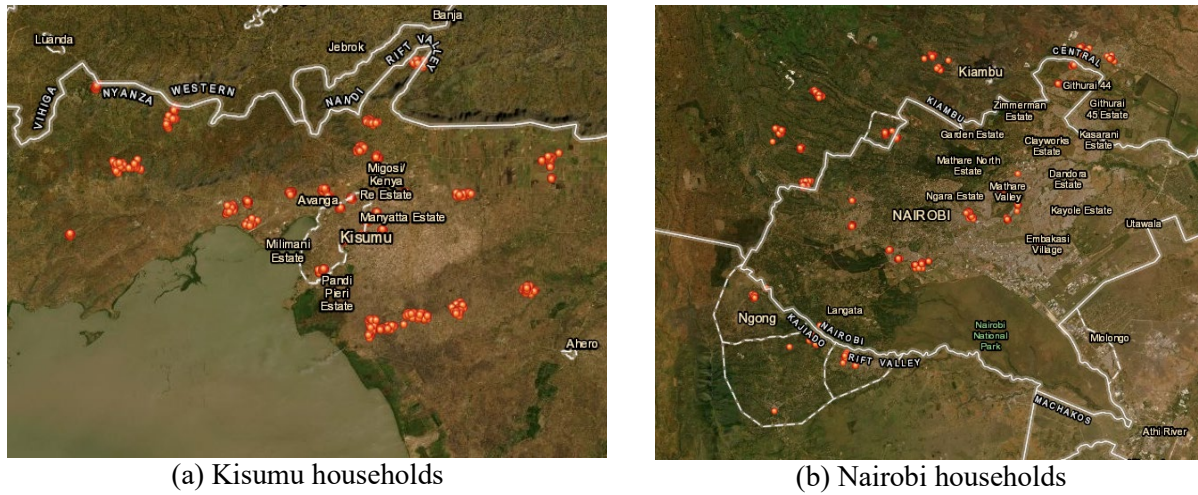 Banja
Luanda
Jebrok
RIFT VALLEY
NYANZA
WESTERN
VIHIGA
NANDI
Migosi/
Kenya
Re Estate
Avanga
Manyatta Estate
Kisumu
Milimani
Estate
Pandi
Pieri
Estate
Ahero
(a) Kisumu households
CENTRAL
Kiambu
Githurai 44
KIAMBU
Zimmerman
Estate
Githurai
45 Estate
Garden Estate
Clayworks
Estate
Kasarani
Estate
Mathare North
Estate
Dandora
Estate
Ngara Estate
Mathare
Valley
NAIROBI
Kayole Estate
Utawala
Embakasi
Village
Ngong
Langata
KAJIADO
NAIROBI
RIFT VALLEY
Nairobi
National
Park
Mlolongo
MACHAKOS
Athi River
(b) Nairobi households